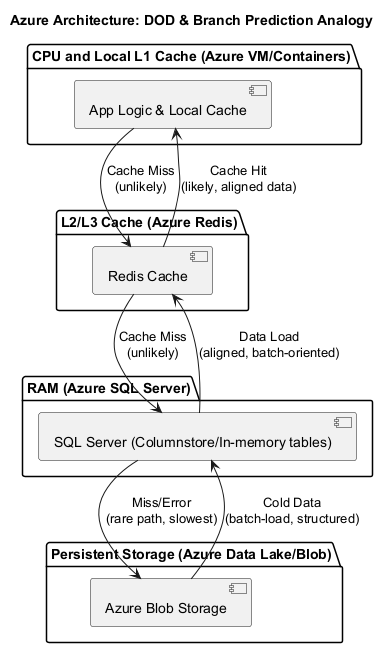 Azure Architecture: DOD & Branch Prediction Analogy
CPU and Local L1 Cache (Azure VM/Containers)
App Logic & Local Cache
Cache Miss
(unlikely)
Cache Hit
(likely, aligned data)
L2/L3 Cache (Azure Redis)
Redis Cache
Cache Miss
(unlikely)
Data Load
(aligned, batch-oriented)
RAM (Azure SQL Server)
SQL Server (Columnstore/In-memory tables)
Miss/Error
(rare path, slowest)
Cold Data
(batch-load, structured)
Persistent Storage (Azure Data Lake/Blob)
Azure Blob Storage